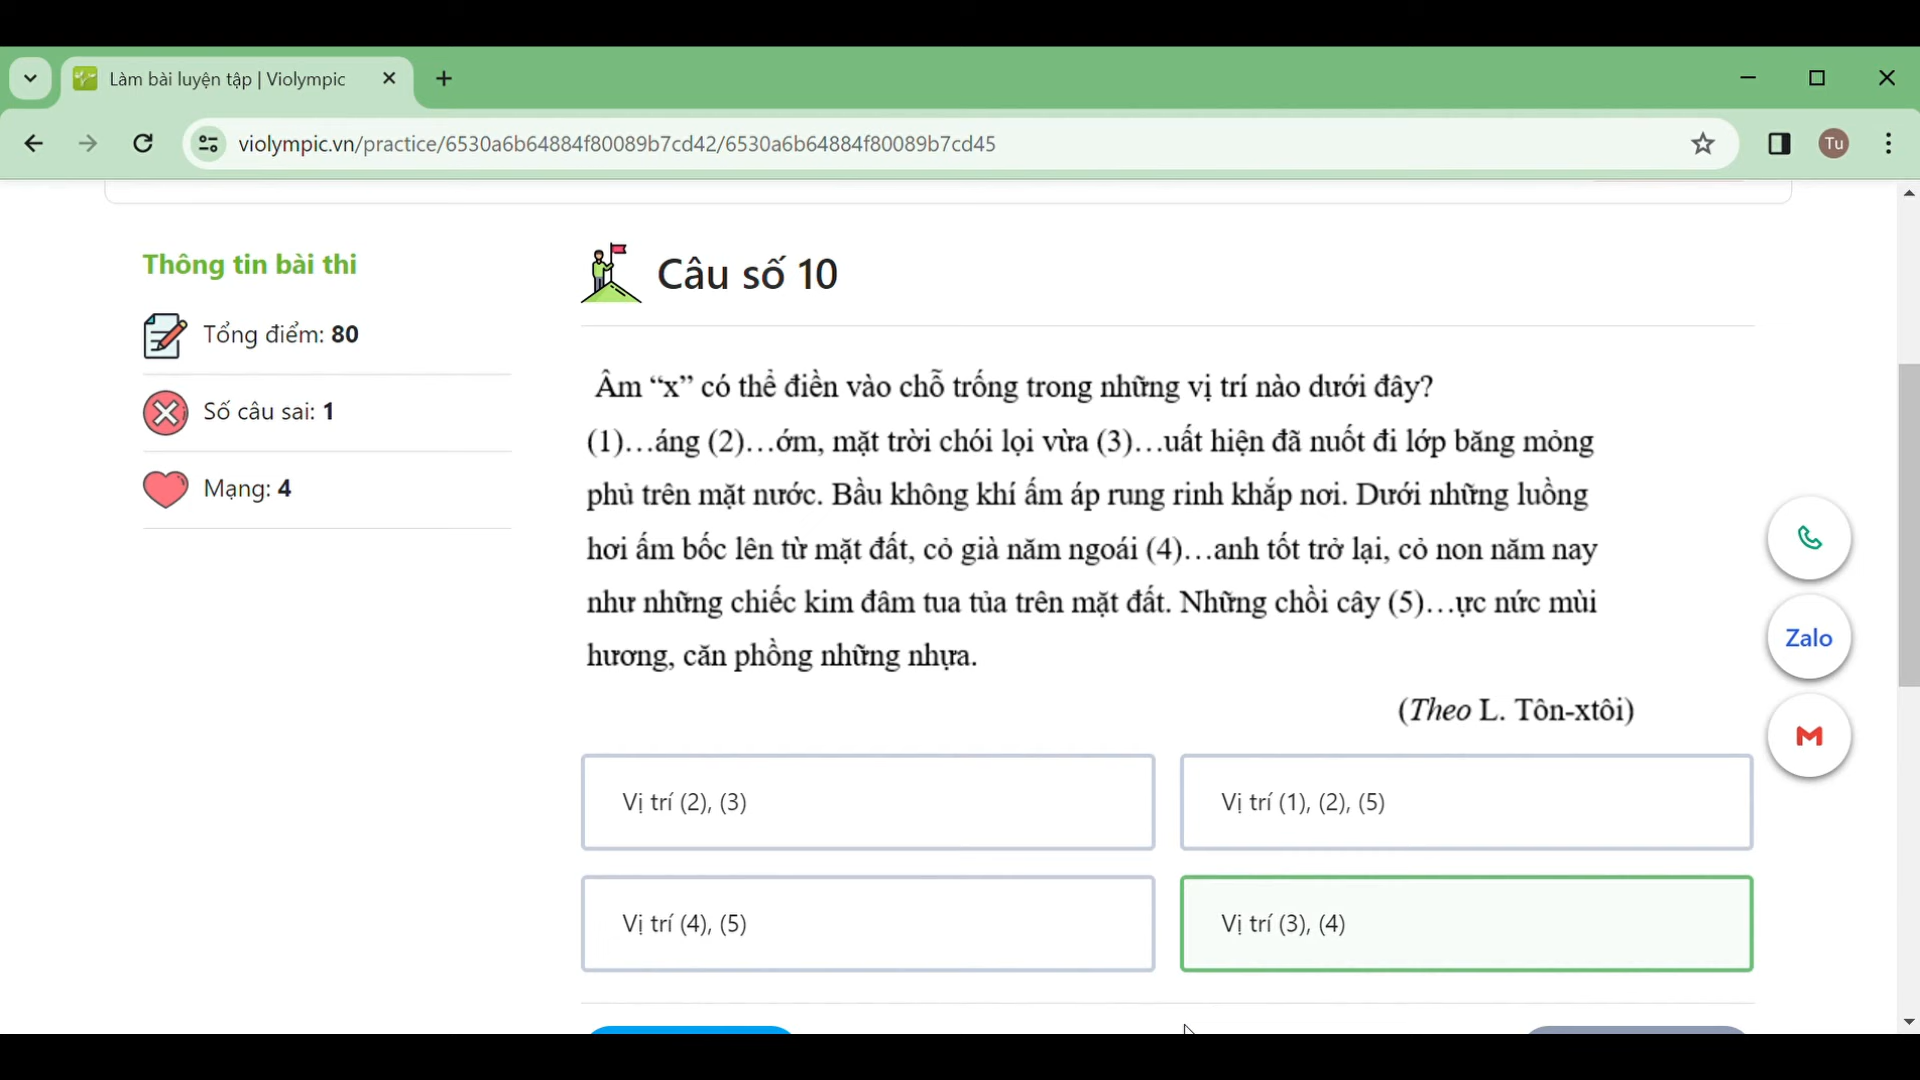 Làm bài luyện tập | Violympic
violympic.vn/practice/6530a6b64884f80089b7cd42/6530a6b64884f80089b7cd45
Tu
Thông tin bài thi
Tổng điểm: 80
Số câu sai: 1
Mạng: 4
Câu số 10
Âm “x” có thể điền vào chỗ trống trong những vị trí nào dưới đây?
(1)…áng (2)…ớm, mặt trời chói lọi vừa (3)…uất hiện đã nuốt đi lớp băng mỏng
phủ trên mặt nước. Bầu không khí ấm áp rung rinh khắp nơi. Dưới những luồng
hơi ấm bốc lên từ mặt đất, cỏ già năm ngoái (4)…anh tốt trở lại, cỏ non năm nay
như những chiếc kim đâm tua tủa trên mặt đất. Những chồi cây (5)…ực nức mùi
hương, căn phồng những nhựa.
(Theo L. Tôn-xtôi)
Vị trí (2), (3)
Vị trí (1), (2), (5)
Vị trí (4), (5)
Vị trí (3), (4)
Zalo